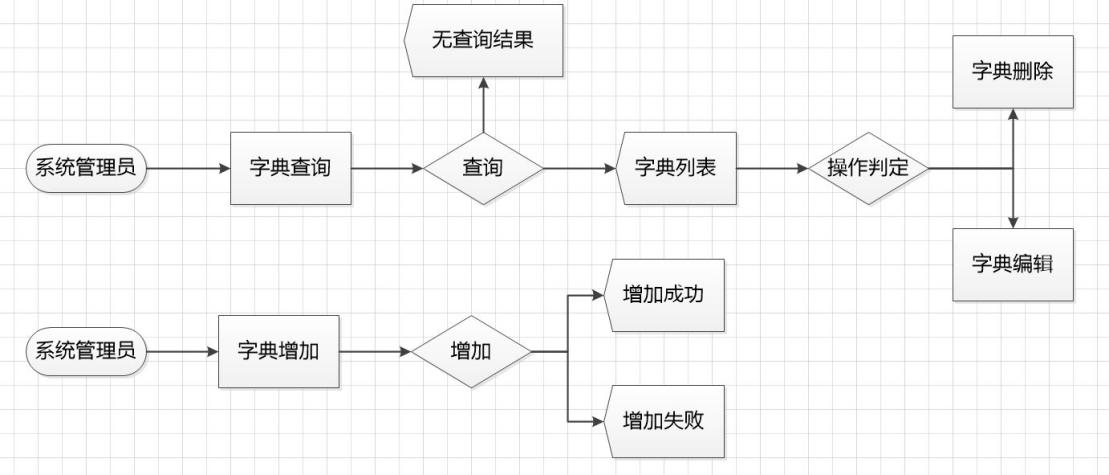 无查询结果
字典删除
系统管理员
字典查询
查询
字典列表
操作判定
字典编辑
增加成功
系统管理员
字典增加
增加
增加失败